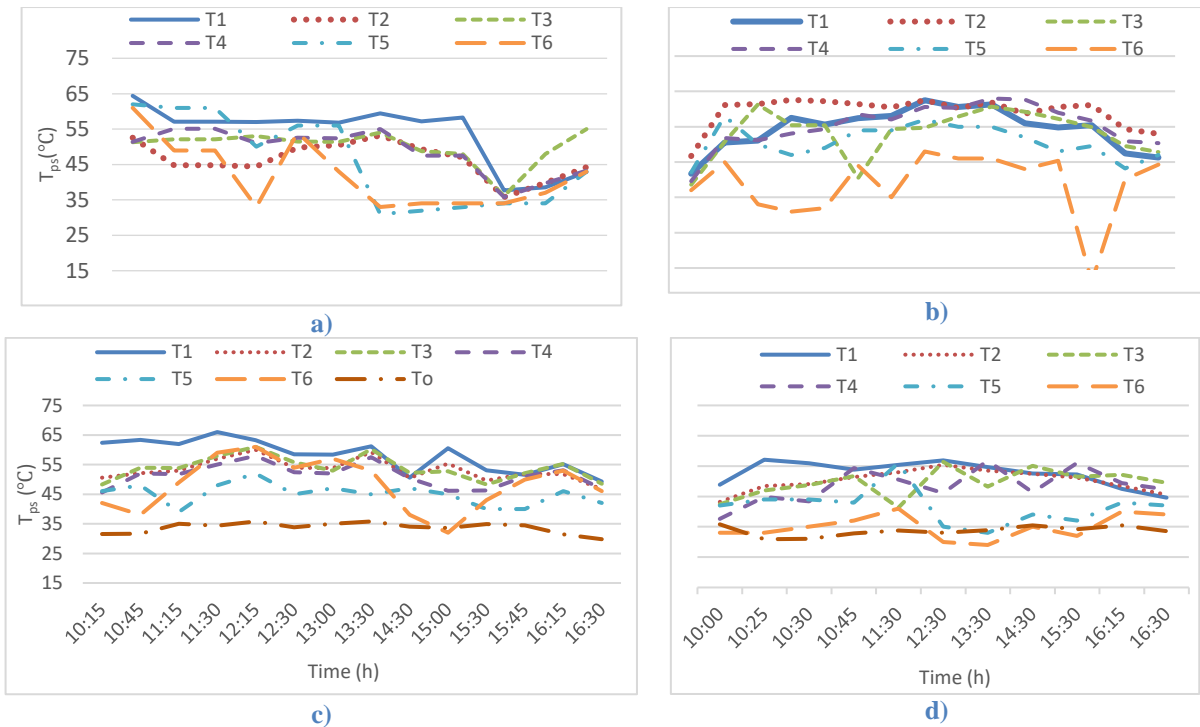 T1 T2 T3
T4 T5 T6
75
65
55
45
35
25
15
T_ps (°C)
a)
T1 T2 T3
T4 T5 T6
b)
T1 T2 T3 T4
T5 T6 To
75
65
55
45
35
25
15
T_ps (°C)
10:15 10:45 11:15 11:30 12:15 12:30 13:00 13:30 14:30 15:00 15:30 15:45 16:15 16:30
Time (h)
c)
T1 T2 T3
T4 T5 T6
10:00 10:25 10:30 10:45 11:30 12:30 13:30 14:30 15:30 16:15 16:30
Time (h)
d)